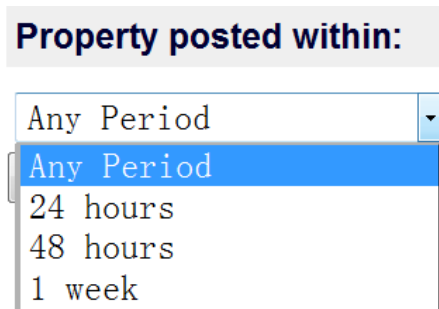 Property posted within:
Any Period
Any Period
24 hours
48 hours
1 week